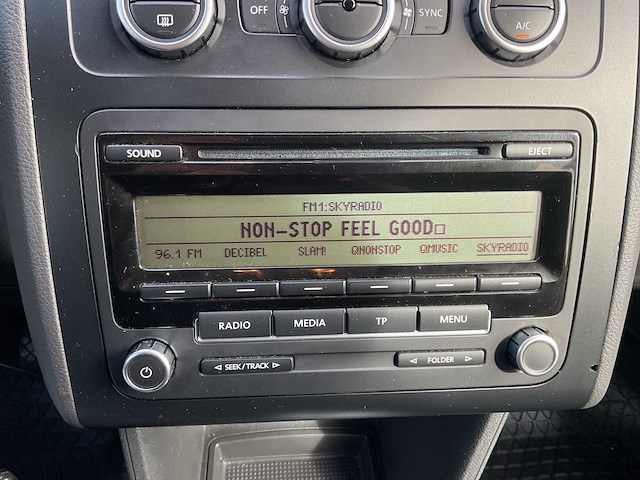 OFF SYNC A/C
SOUND EJECT
FM1:SKYRADIO
NON-STOP FEEL GOOD□
96.1 FM DECIBEL SLAM! QNONSTOP QMUSIC SKYRADIO
RADIO MEDIA TP MENU
◁ SEEK/TRACK ▷ ◁ FOLDER ▷